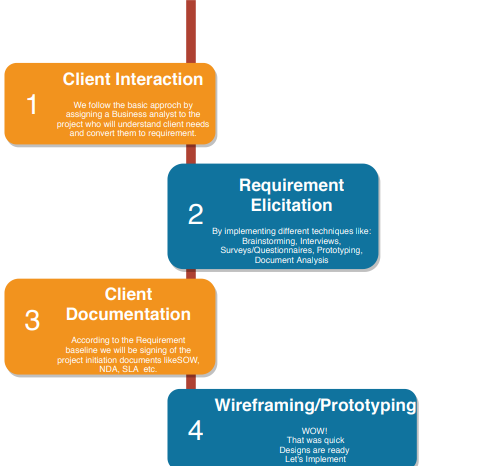 Client Interaction
1
We follow the basic approch by
assigning a Business analyst to the
project who will understand client needs
and convert them to requirement.
Requirement
Elicitation
2
By implementing different techniques like:
Brainstorming, Interviews,
Surveys/Questionnaires, Prototyping,
Document Analysis
Client
Documentation
3
According to the Requirement
baseline we will be signing of the
project initiation documents likeSOW,
NDA, SLA etc.
Wireframing/Prototyping
4
WOW!
That was quick
Designs are ready
Let's Implement